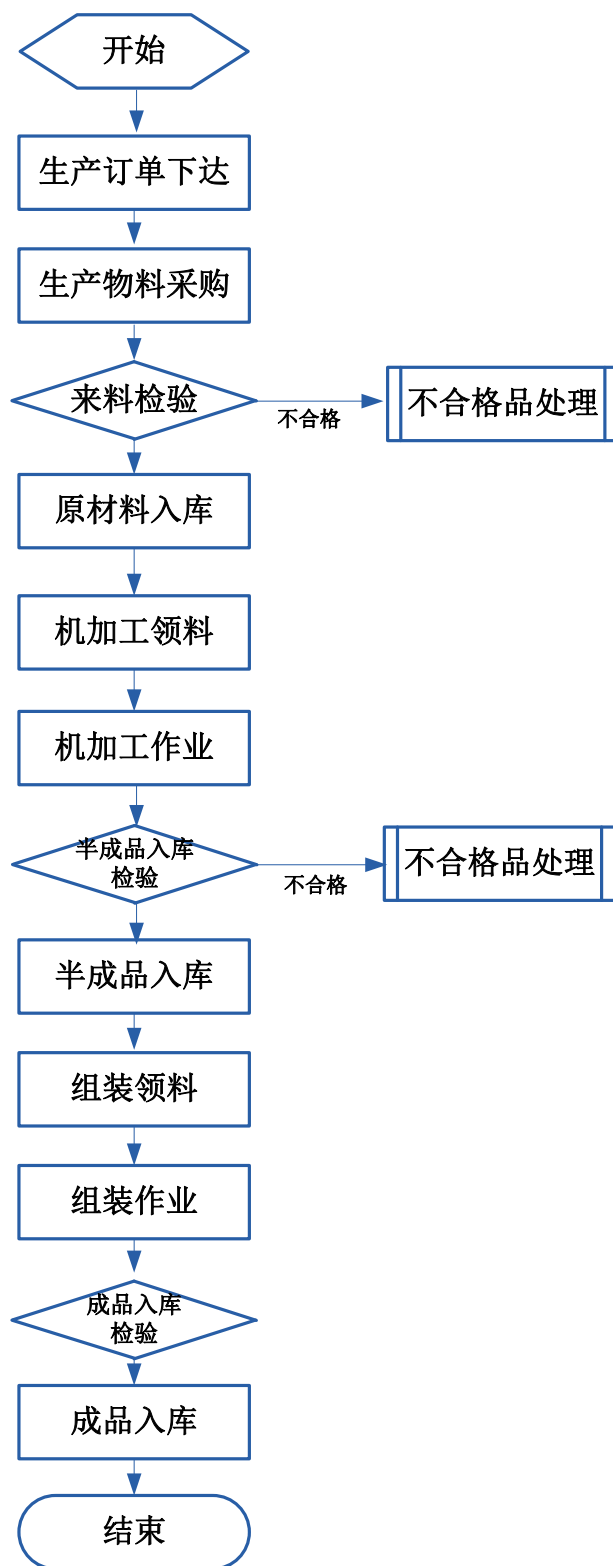 开始
生产订单下达
生产物料采购
来料检验
不合格
不合格品处理
原材料入库
机加工领料
机加工作业
半成品入库
检验
不合格
不合格品处理
半成品入库
组装领料
组装作业
成品入库
检验
成品入库
结束